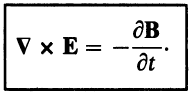 ∇ × E = −∂B/∂t.